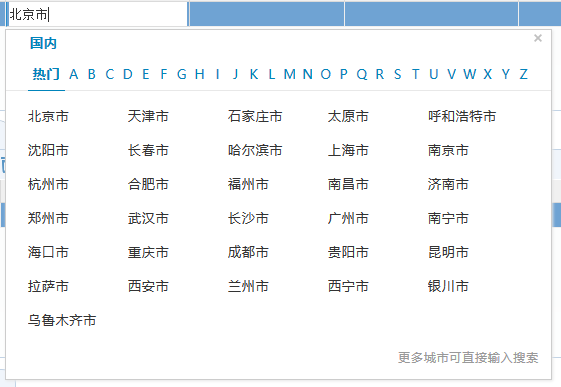 北京市
国内
×
热门 A B C D E F G H I J K L M N O P Q R S T U V W X Y Z
北京市 天津市 石家庄市 太原市 呼和浩特市
沈阳市 长春市 哈尔滨市 上海市 南京市
杭州市 合肥市 福州市 南昌市 济南市
郑州市 武汉市 长沙市 广州市 南宁市
海口市 重庆市 成都市 贵阳市 昆明市
拉萨市 西安市 兰州市 西宁市 银川市
乌鲁木齐市
更多城市可直接输入搜索